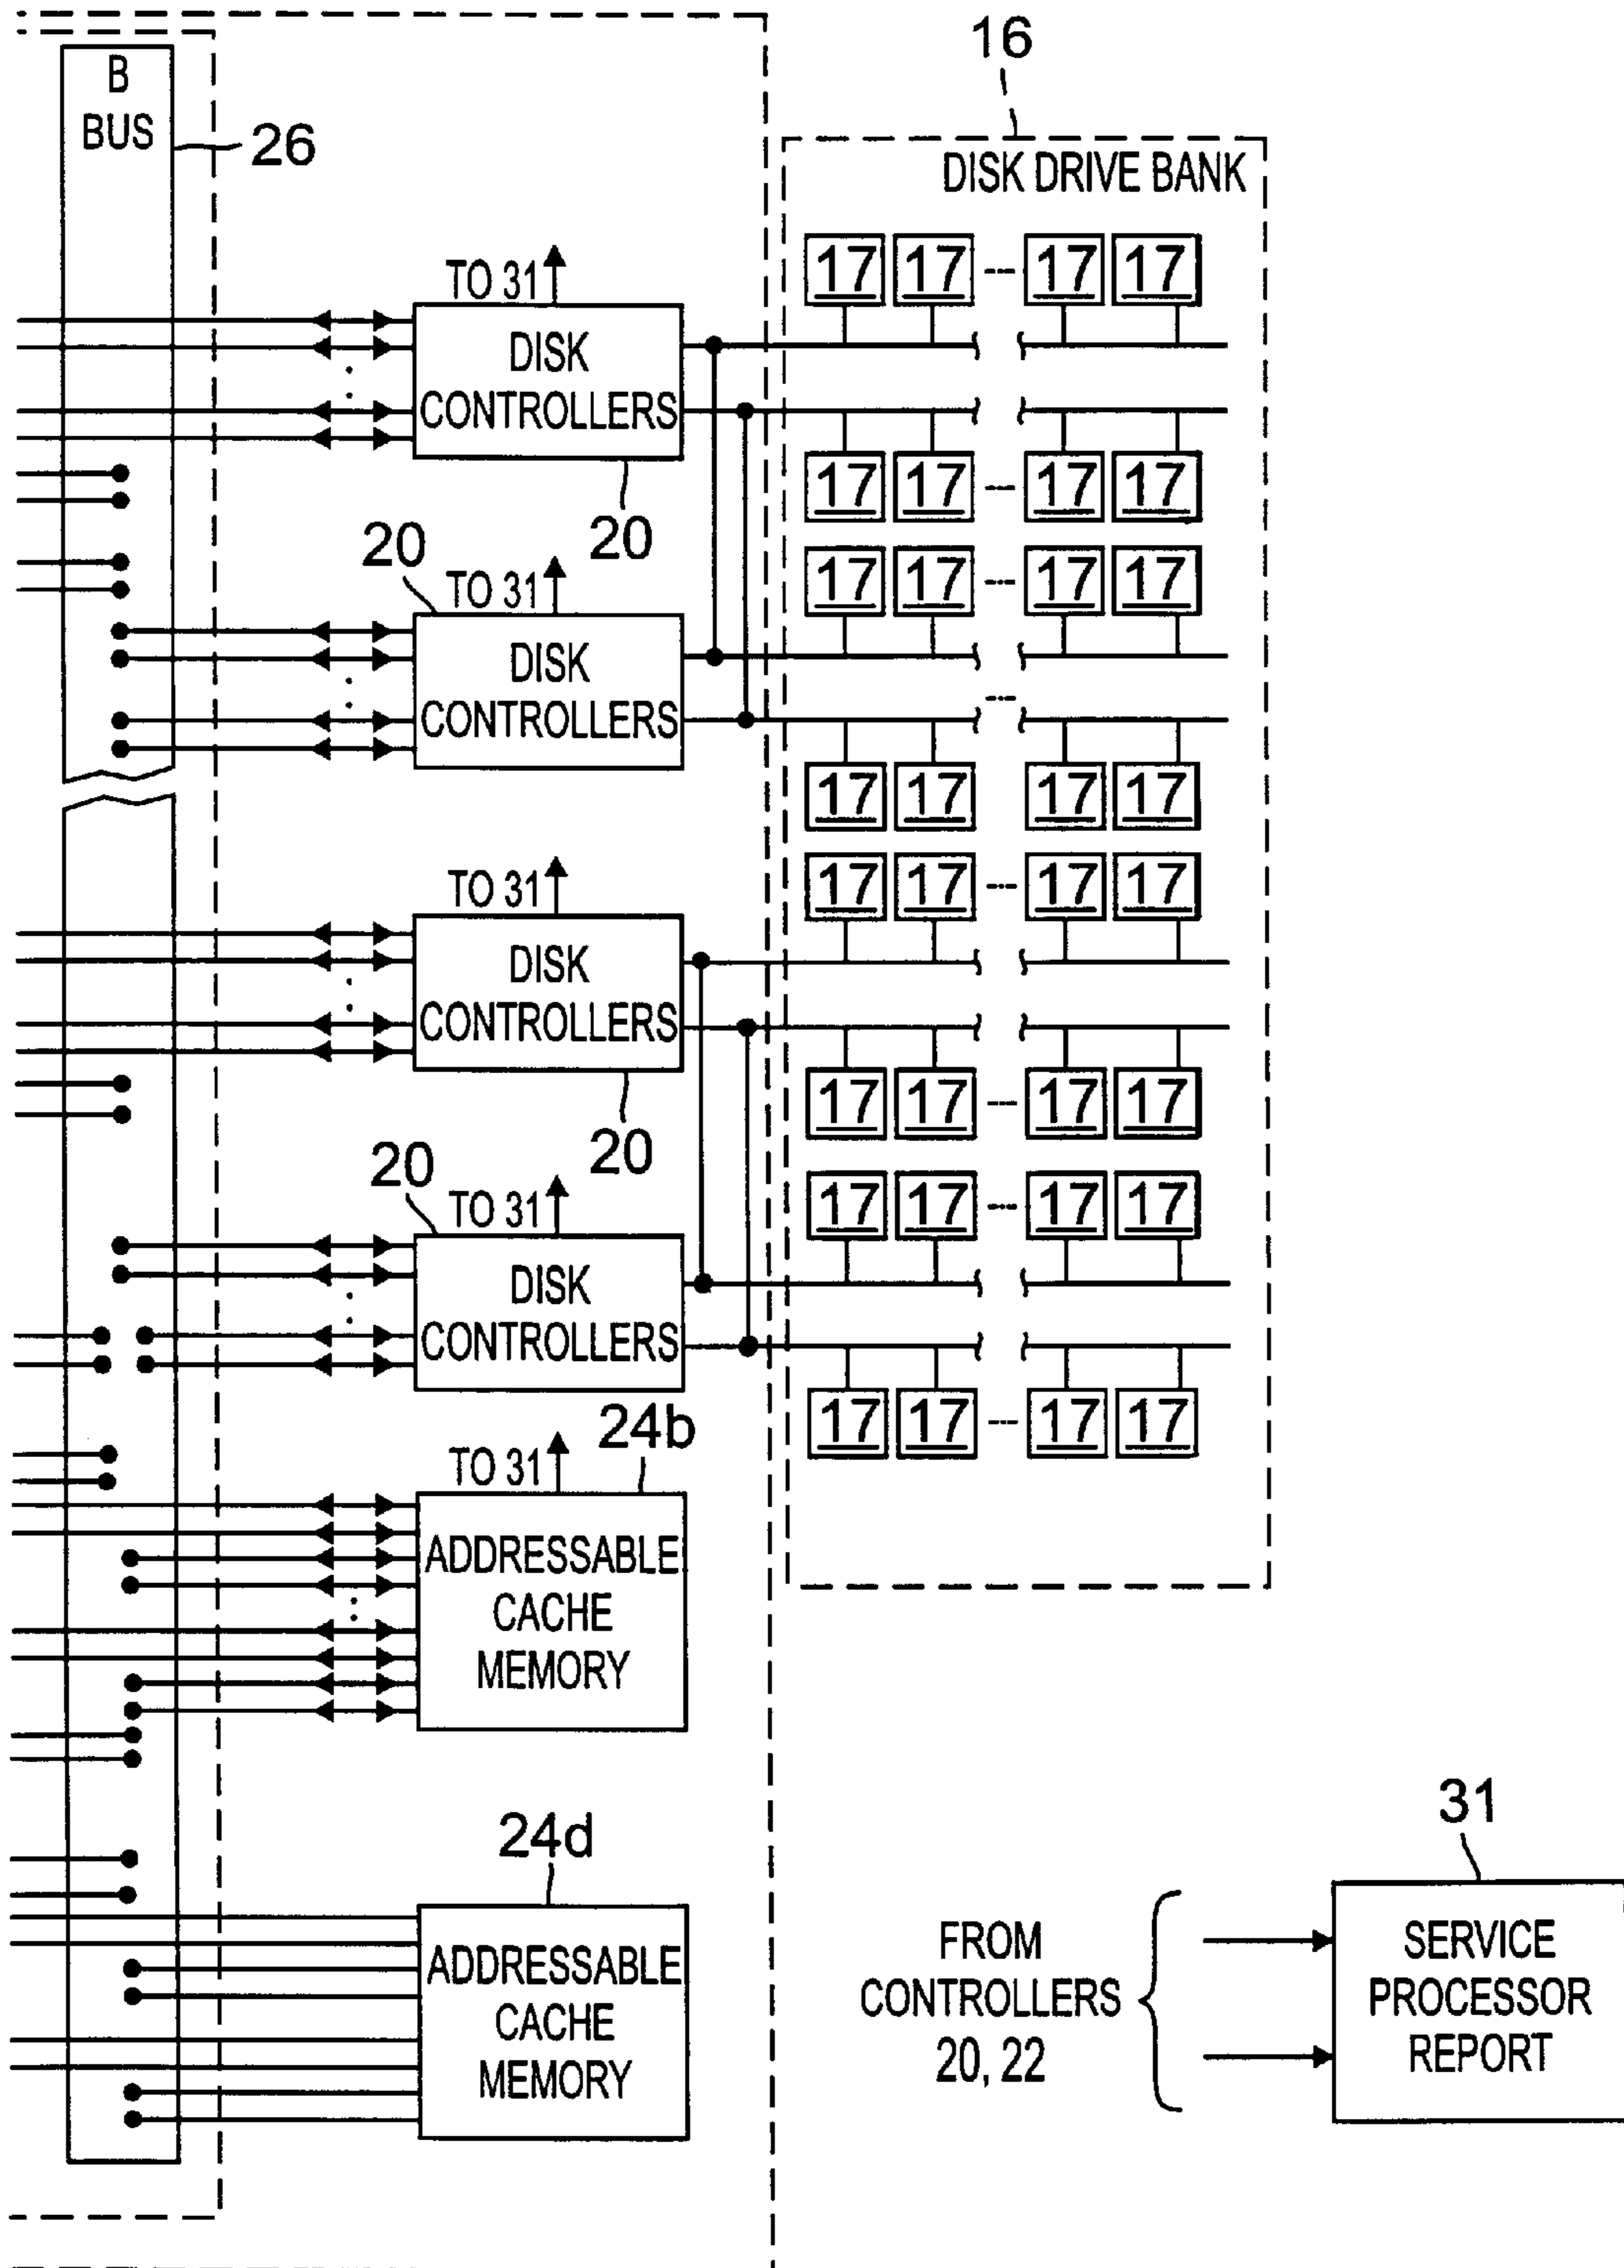 16
B
BUS
26
DISK DRIVE BANK
17 17 --- 17 17
TO 31
DISK
CONTROLLERS
20
17 17 --- 17 17
20
TO 31
17 17 --- 17 17
DISK
CONTROLLERS
---
17 17 17 17
TO 31
17 17 --- 17 17
DISK
CONTROLLERS
20
17 17 --- 17 17
20
TO 31
17 17 --- 17 17
DISK
CONTROLLERS
17 17 --- 17 17
24b
TO 31
ADDRESSABLE
CACHE
MEMORY
24d
ADDRESSABLE
CACHE
MEMORY
FROM
CONTROLLERS
20, 22
31
SERVICE
PROCESSOR
REPORT